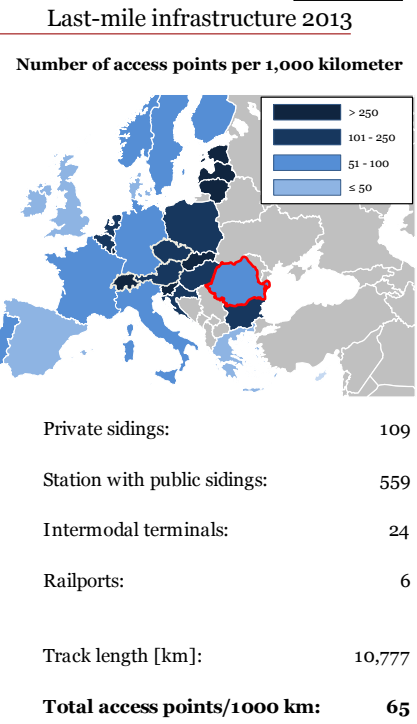 Last-mile infrastructure 2013
Number of access points per 1,000 kilometer
> 250
101 - 250
51 - 100
≤ 50
Private sidings: 109
Station with public sidings: 559
Intermodal terminals: 24
Railports: 6
Track length [km]: 10,777
Total access points/1000 km: 65